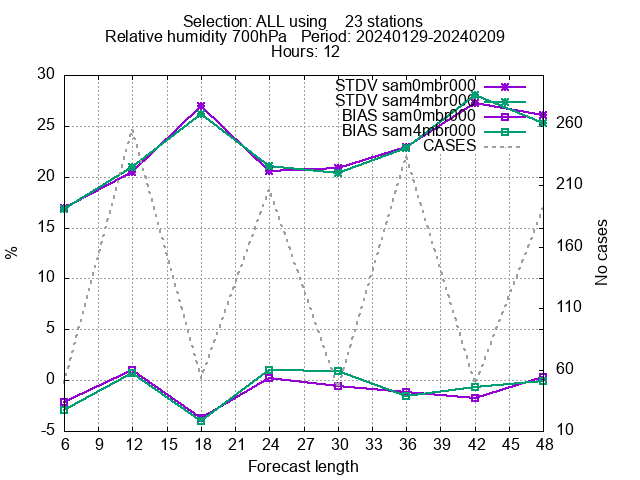 Selection: ALL using    23 stations
Relative humidity 700hPa   Period: 20240129-20240209
Hours: 12
STDV sam0mbr000
STDV sam4mbr000
BIAS sam0mbr000
BIAS sam4mbr000
CASES
30
25
20
15
10
5
0
-5
%
260
210
160
110
60
10
No cases
6 9 12 15 18 21 24 27 30 33 36 39 42 45 48
Forecast length